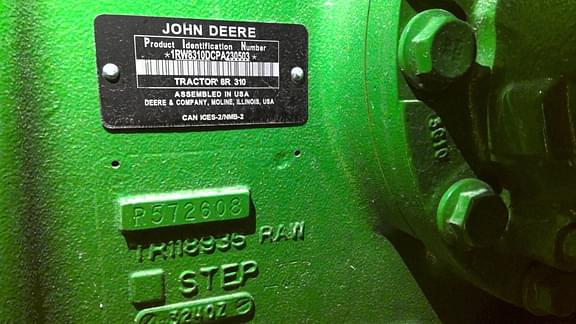 JOHN DEERE
Product Identification Number
*1RW8310DCPA230503*
TRACTOR 8R 310
ASSEMBLED IN USA
DEERE & COMPANY, MOLINE, ILLINOIS, USA
CAN ICES-2/NMB-2
R572608
TR118935 RAW
STEP